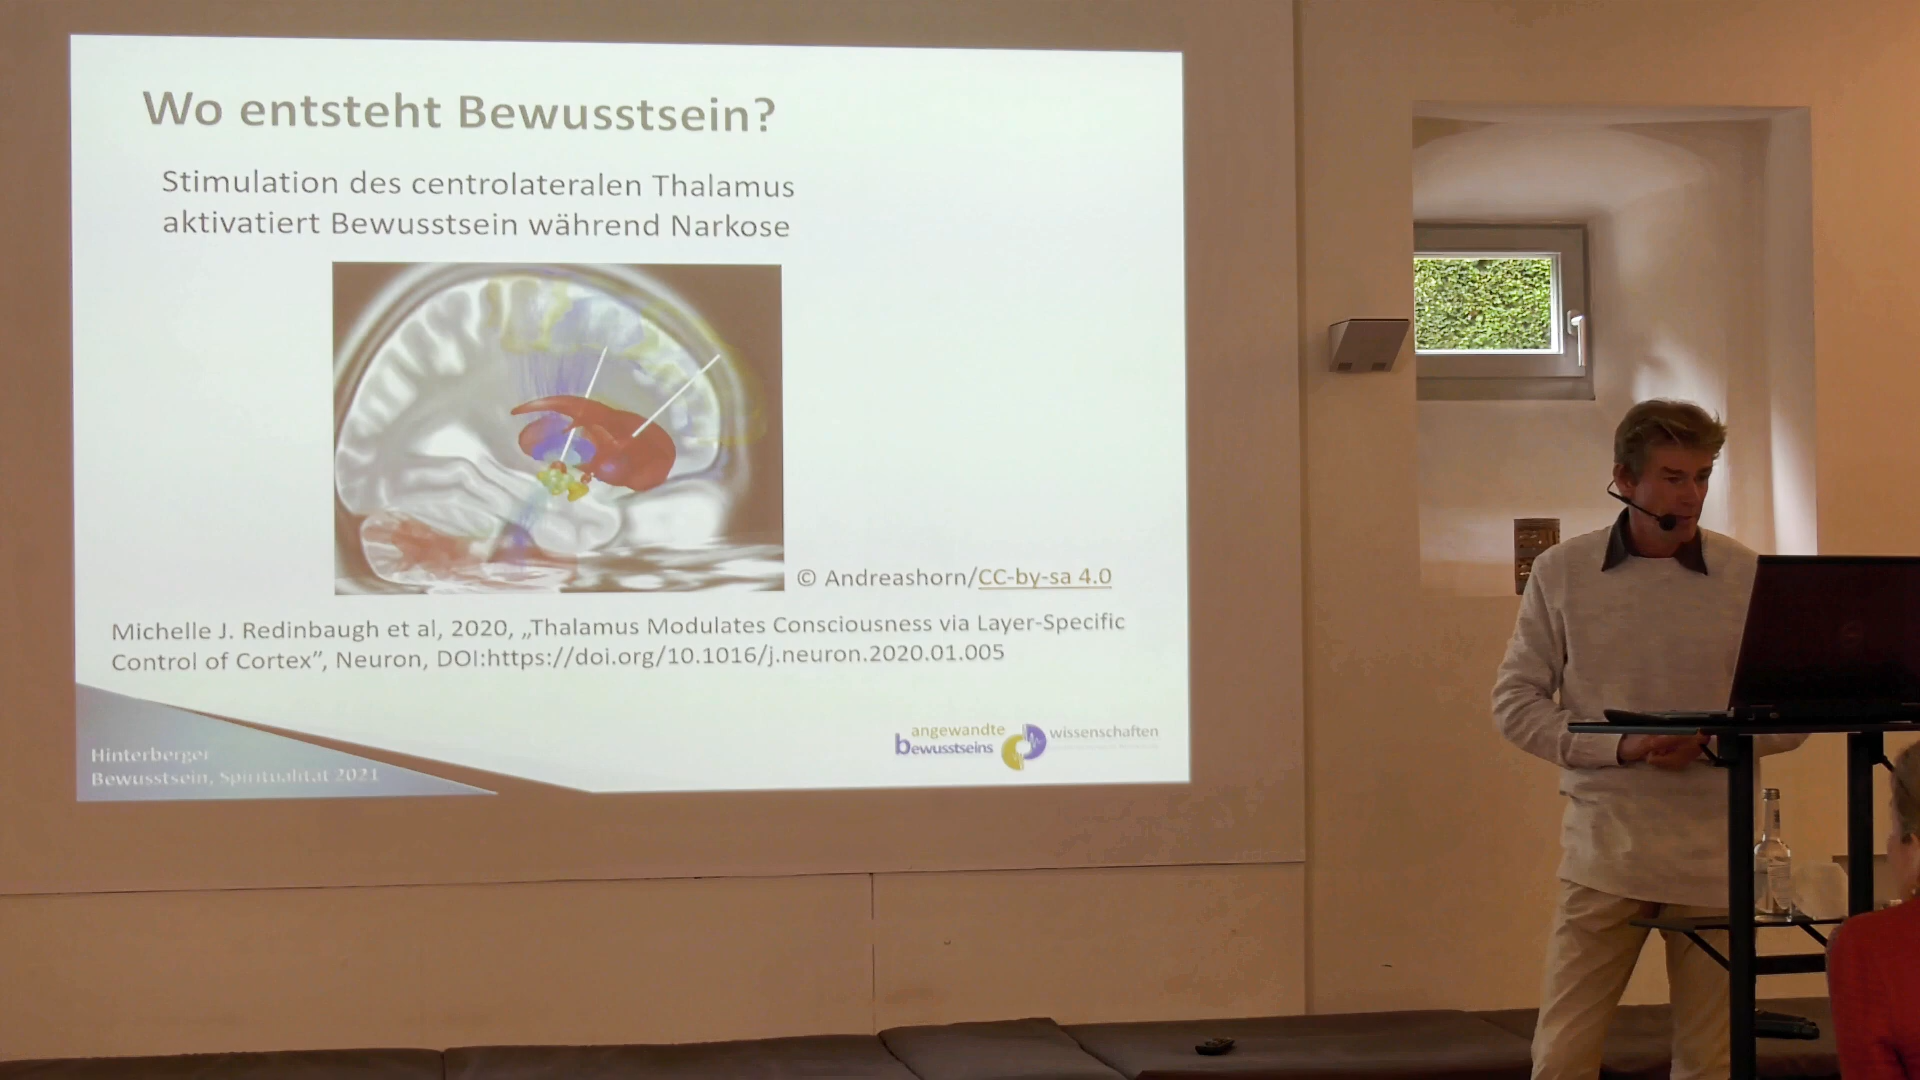 Wo entsteht Bewusstsein?
Stimulation des centrolateralen Thalamus
aktivatiert Bewusstsein während Narkose
© Andreashorn/CC-by-sa 4.0
Michelle J. Redinbaugh et al, 2020, „Thalamus Modulates Consciousness via Layer-Specific
Control of Cortex”, Neuron, DOI:https://doi.org/10.1016/j.neuron.2020.01.005
Hinterberger
Bewusstsein, Spiritualität 2021
angewandte
bewusstseins wissenschaften